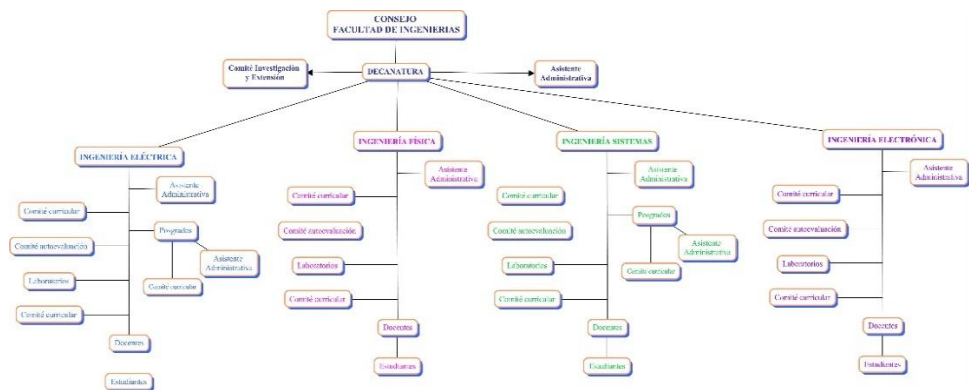 CONSEJO
FACULTAD DE INGENIERIAS
Comité Investigación
y Extensión
DECANATURA
Asistente
Administrativa
INGENIERÍA ELÉCTRICA
Asistente
Administrativa
Comité curricular
Posgrados
Comité autoevaluación
Asistente
Administrativa
Laboratorios
Comité curricular
Comité curricular
Docentes
Estudiantes
INGENIERÍA FÍSICA
Asistente
Administrativa
Comité curricular
Comité autoevaluación
Laboratorios
Comité curricular
Docentes
Estudiantes
INGENIERÍA SISTEMAS
Asistente
Administrativa
Comité curricular
Posgrados
Comité autoevaluación
Asistente
Administrativa
Laboratorios
Comité curricular
Comité curricular
Docentes
Estudiantes
INGENIERÍA ELECTRÓNICA
Asistente
Administrativa
Comité curricular
Comité autoevaluación
Laboratorios
Comité curricular
Docentes
Estudiantes